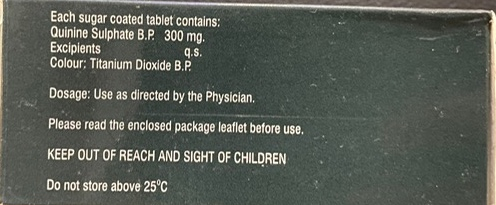 Each sugar coated tablet contains:
Quinine Sulphate B.P. 300 mg.
Excipients q.s.
Colour: Titanium Dioxide B.P.
Dosage: Use as directed by the Physician.
Please read the enclosed package leaflet before use.
KEEP OUT OF REACH AND SIGHT OF CHILDREN
Do not store above 25°C